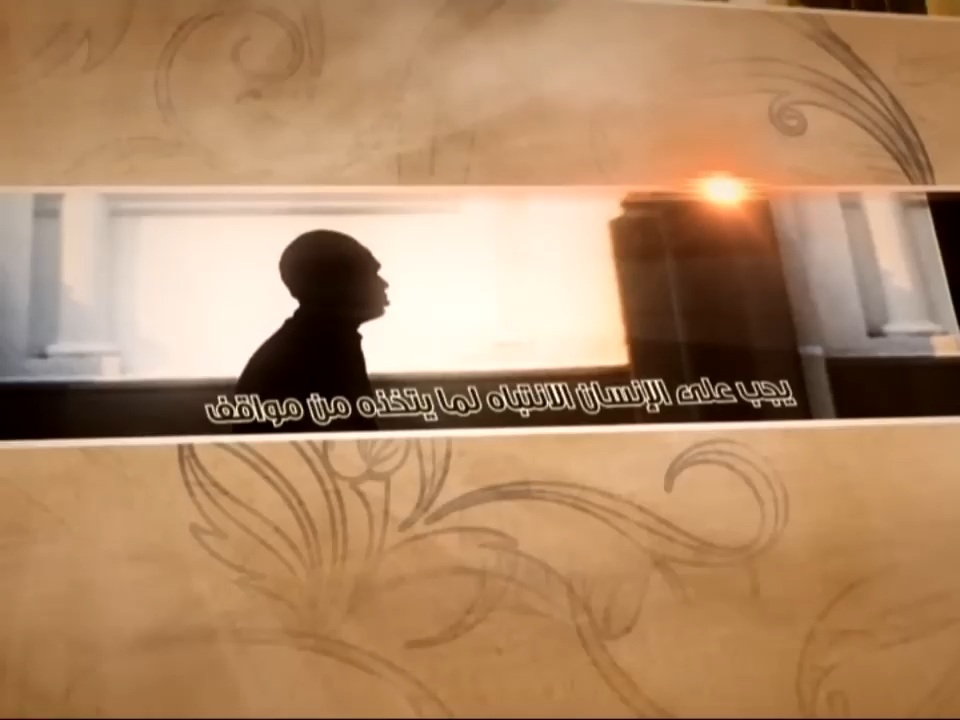 يجب على الإنسان الانتباه لما يتخذه من مواقف